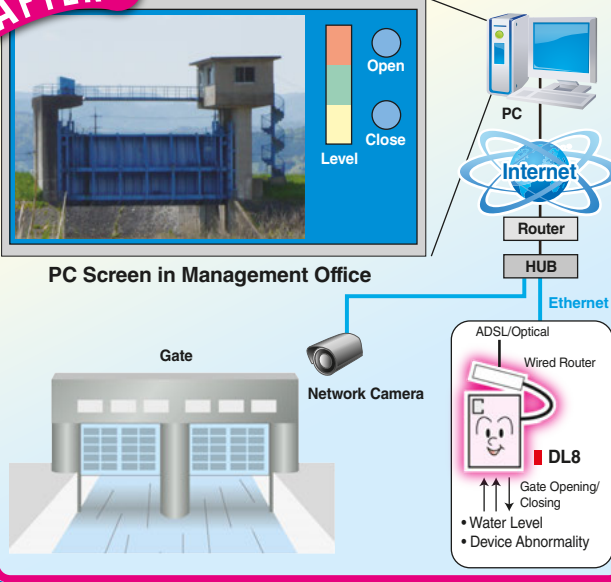 AFTER
Open
Close
Level
PC Screen in Management Office
PC
Internet
Router
HUB
Ethernet
Gate
Network Camera
ADSL/Optical
Wired Router
C
DL8
Gate Opening/
Closing
• Water Level
• Device Abnormality